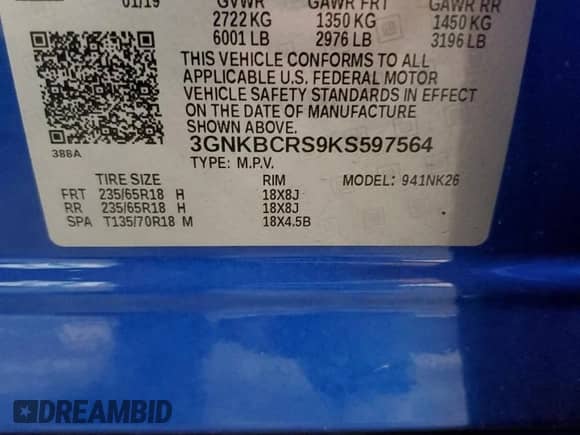 01/19 GVWR GAWR FRT GAWR RR
2722 KG 1350 KG 1450 KG
6001 LB 2976 LB 3196 LB
THIS VEHICLE CONFORMS TO ALL
APPLICABLE U.S. FEDERAL MOTOR
VEHICLE SAFETY STANDARDS IN EFFECT
ON THE DATE OF MANUFACTURE
SHOWN ABOVE.
388A
3GNKBCRS9KS597564
TYPE: M.P.V.
TIRE SIZE RIM MODEL: 941NK26
FRT 235/65R18 H 18X8J
RR 235/65R18 H 18X8J
SPA T135/70R18 M 18X4.5B
DREAMBID